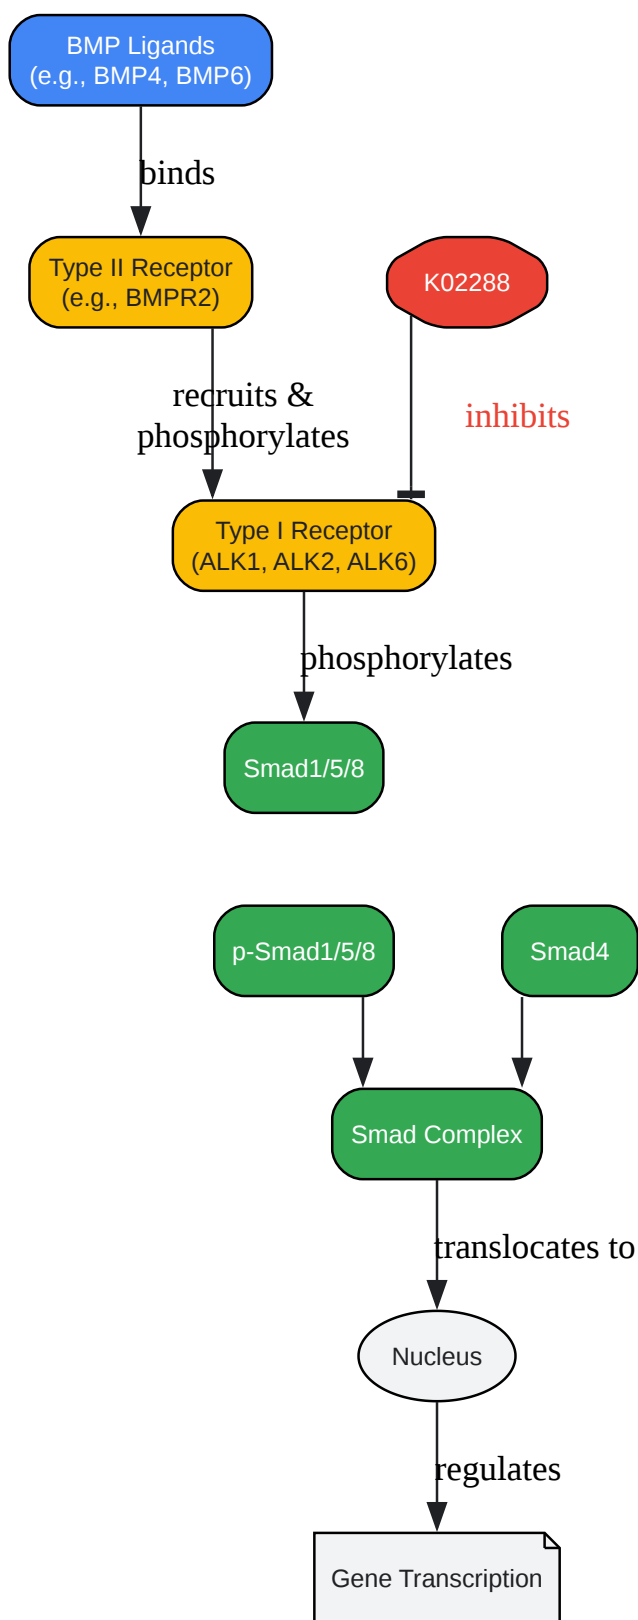 BMP Ligands
(e.g., BMP4, BMP6)
binds
Type II Receptor
(e.g., BMPR2)
K02288
recruits &
phosphorylates
inhibits
Type I Receptor
(ALK1, ALK2, ALK6)
phosphorylates
Smad1/5/8
p-Smad1/5/8
Smad4
Smad Complex
translocates to
Nucleus
regulates
Gene Transcription